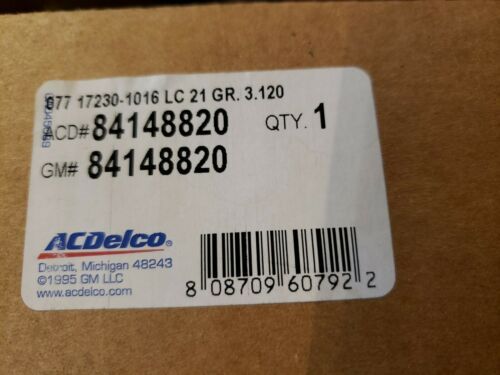 077 17230-1016 LC 21 GR. 3.120
ACD# 84148820 QTY. 1
GM# 84148820
ACDelco®
Detroit, Michigan 48243
©1995 GM LLC
www.acdelco.com
8 08709 60792 2